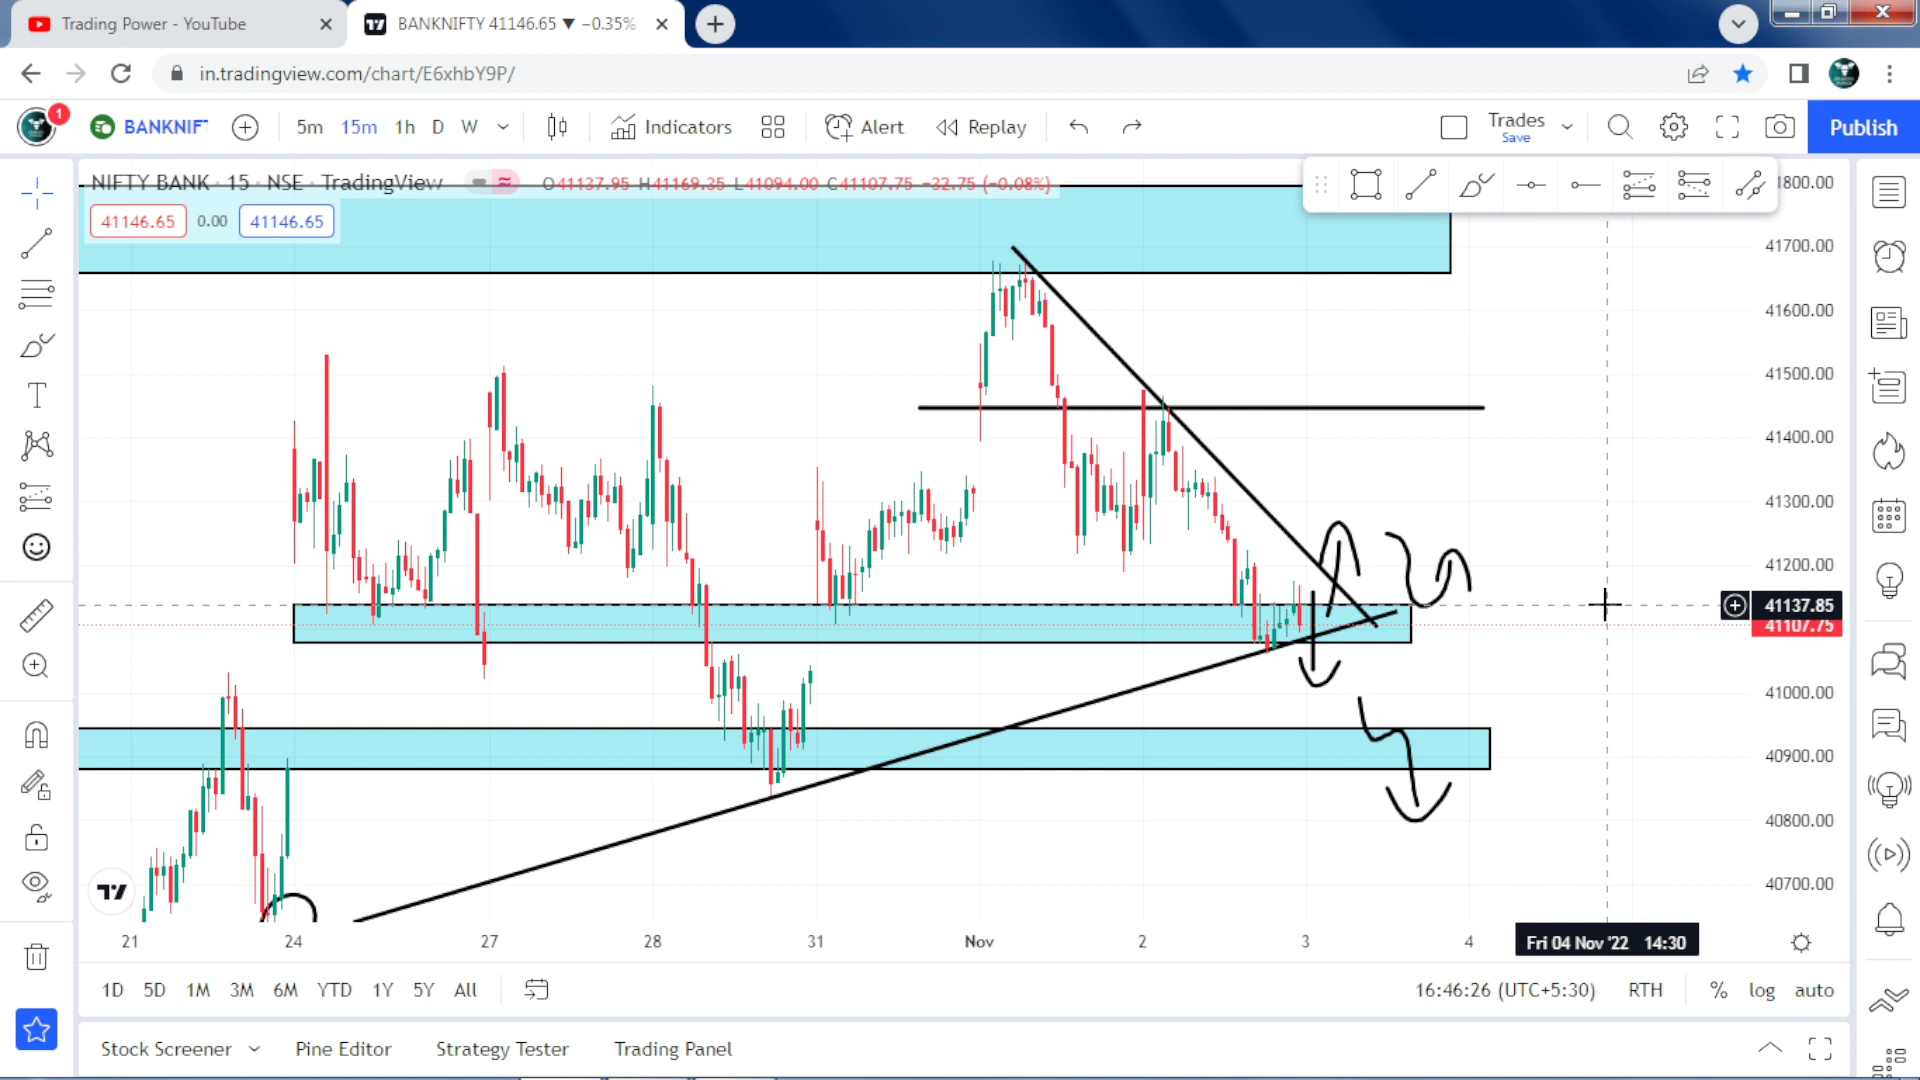 Trading Power - YouTube
BANKNIFTY 41146.65 ▼ −0.35%
in.tradingview.com/chart/E6xhbY9P/
1
BANKNIF
5m 15m 1h D W
Indicators
Alert
Replay
Trades
Save
Publish
NIFTY BANK · 15 · NSE · TradingView
O41137.95 H41169.35 L41094.00 C41107.75 −32.75 (−0.08%)
41146.65 0.00 41146.65
41800.00
41700.00
41600.00
41500.00
41400.00
41300.00
41200.00
41137.85
41107.75
41000.00
40900.00
40800.00
40700.00
21 24 27 28 31 Nov 2 3 4
Fri 04 Nov '22 14:30
1D 5D 1M 3M 6M YTD 1Y 5Y All
16:46:26 (UTC+5:30) RTH % log auto
Stock Screener Pine Editor Strategy Tester Trading Panel